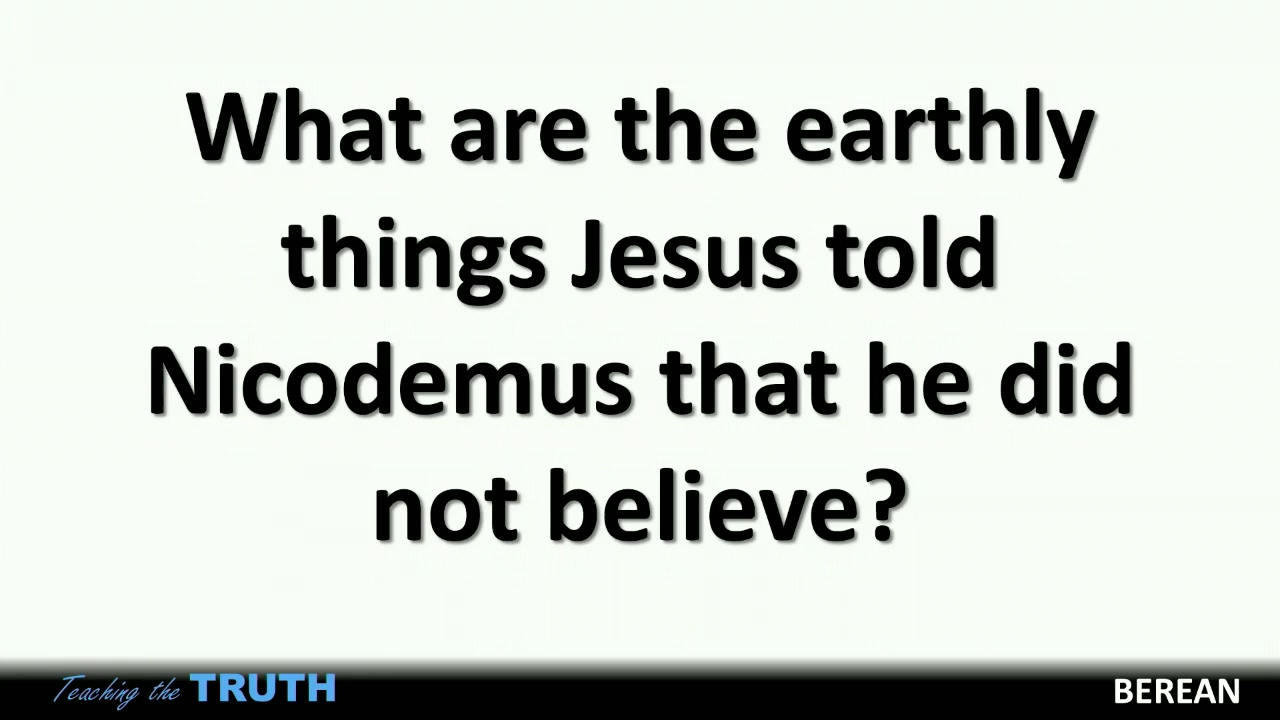 What are the earthly
things Jesus told
Nicodemus that he did
not believe?
Teaching the TRUTH
BEREAN